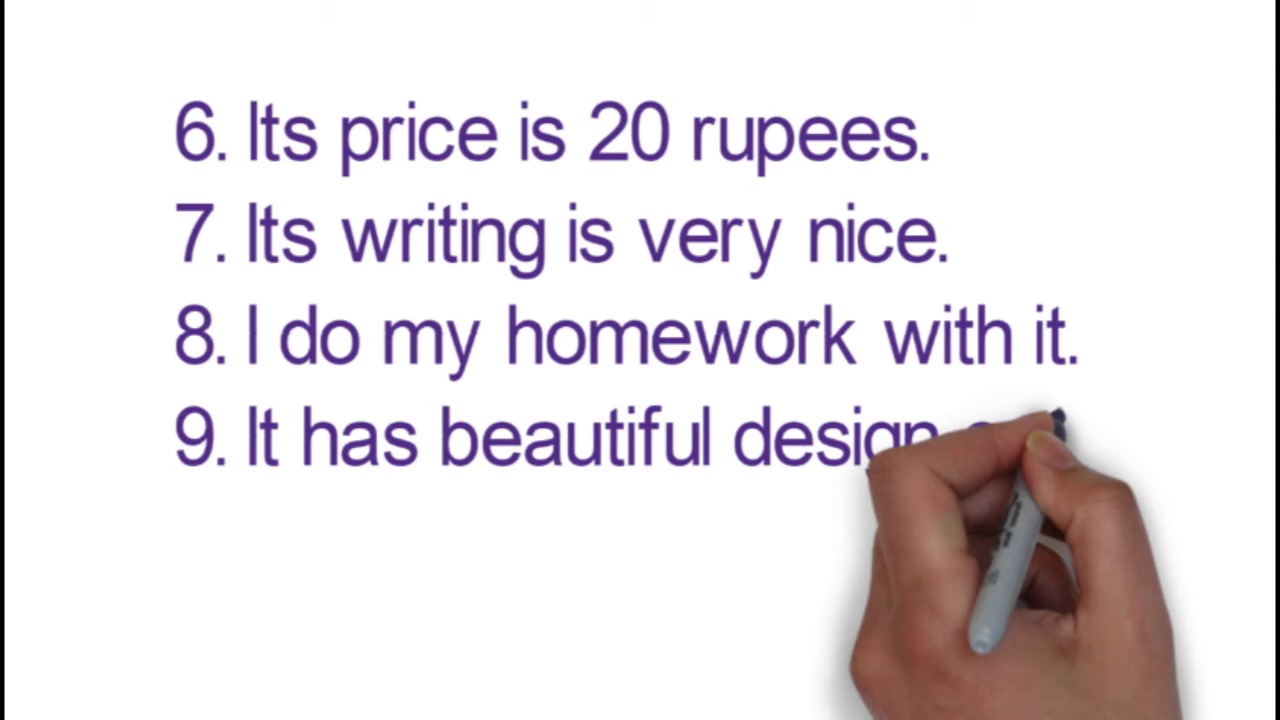 6. Its price is 20 rupees.
7. Its writing is very nice.
8. I do my homework with it.
9. It has beautiful design